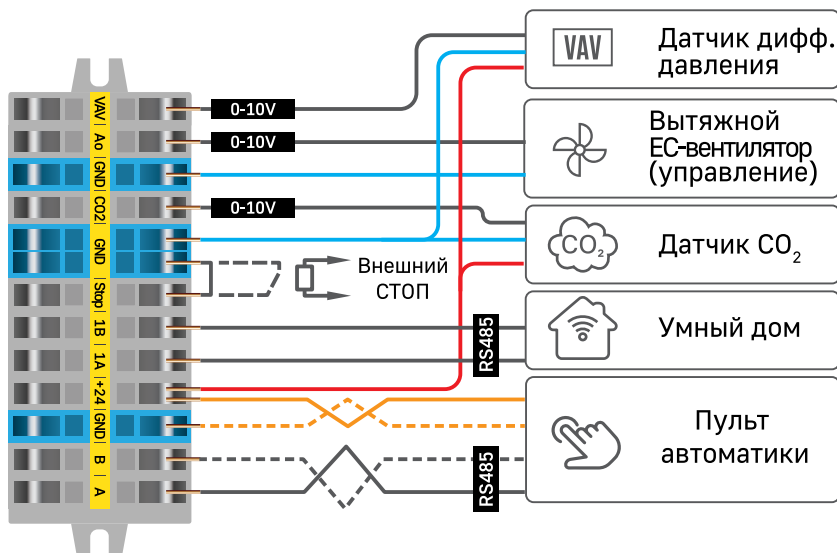 VAV
Датчик дифф.
давления
0-10V
0-10V
Вытяжной
EC-вентилятор
(управление)
0-10V
CO2
Датчик CO2
Внешний
СТОП
RS485
Умный дом
Пульт
автоматики
RS485
VAV
Ao
GND
CO2
GND
Stop
1B
1A
+24
GND
B
A